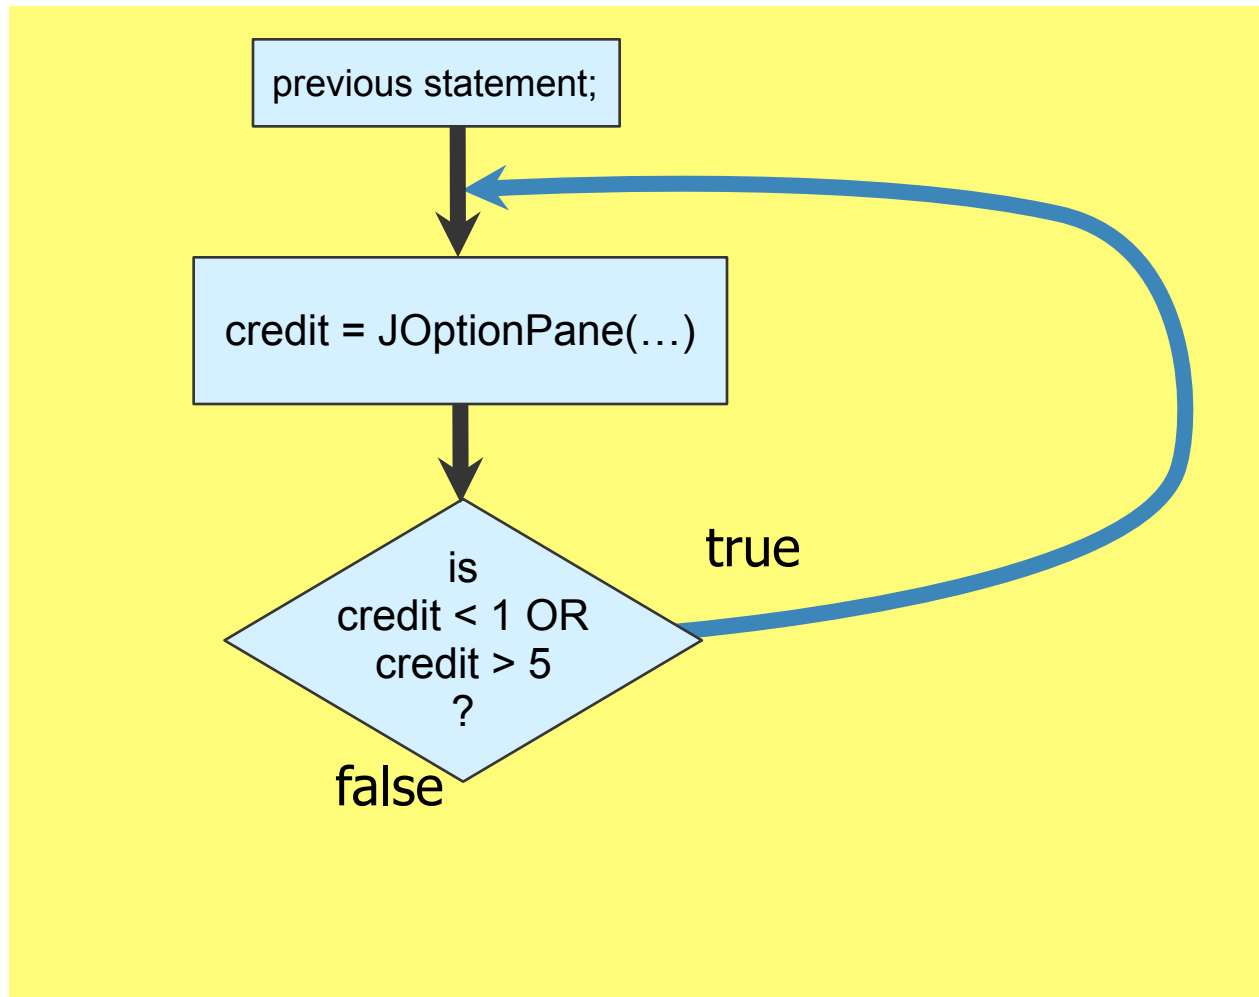 previous statement;
credit = JOptionPane(…)
is
credit < 1 OR
credit > 5
?
true
false